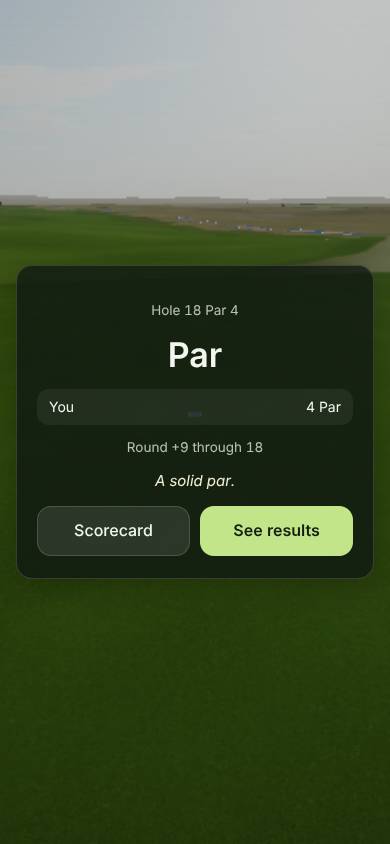 Hole 18 Par 4
Par
You 4 Par
Round +9 through 18
A solid par.
Scorecard See results